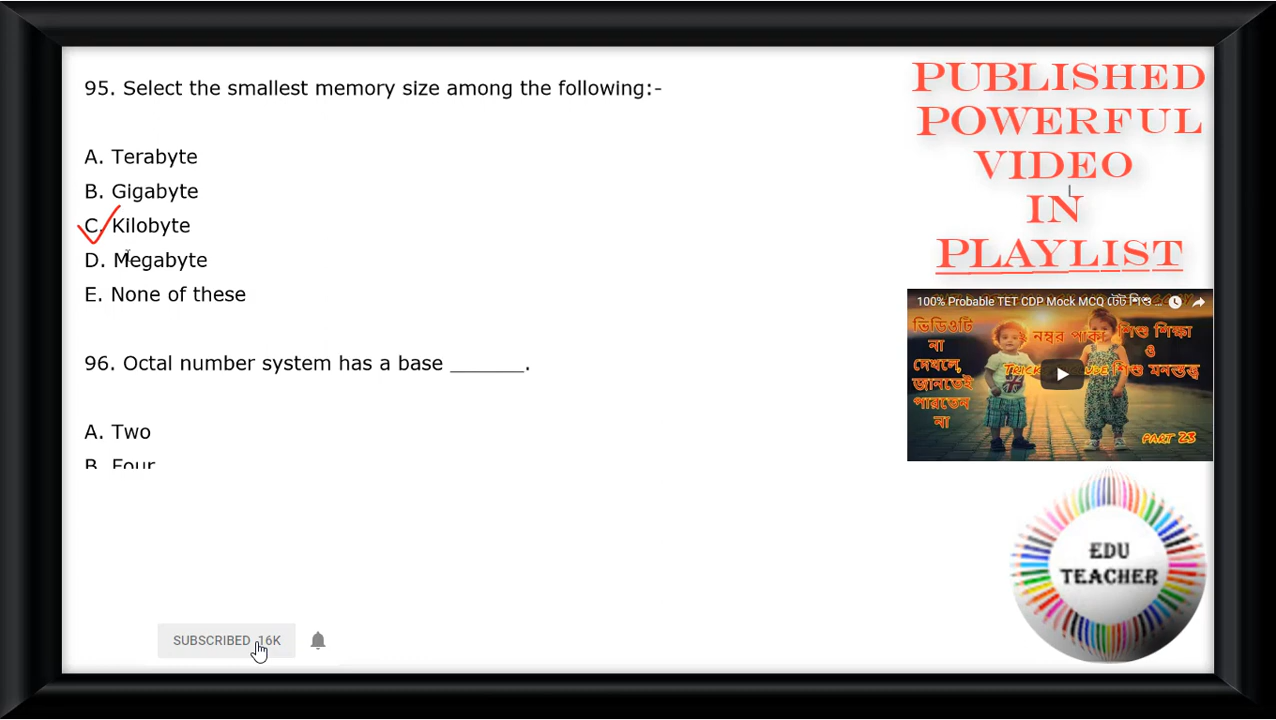 95. Select the smallest memory size among the following:-
A. Terabyte
B. Gigabyte
C. Kilobyte
D. Megabyte
E. None of these
96. Octal number system has a base _______.
A. Two
B. Four
SUBSCRIBED 16K
PUBLISHED
POWERFUL
VIDEO
IN
PLAYLIST
100% Probable TET CDP Mock MCQ টেট শিশু ...
ভিডিওটি
না
দেখলে,
জানতেই
পারতেন
না
নম্বর পাকা
শিশু শিক্ষা
ও
শিশু মনস্তত্ত্ব
PART 23
EDU
TEACHER